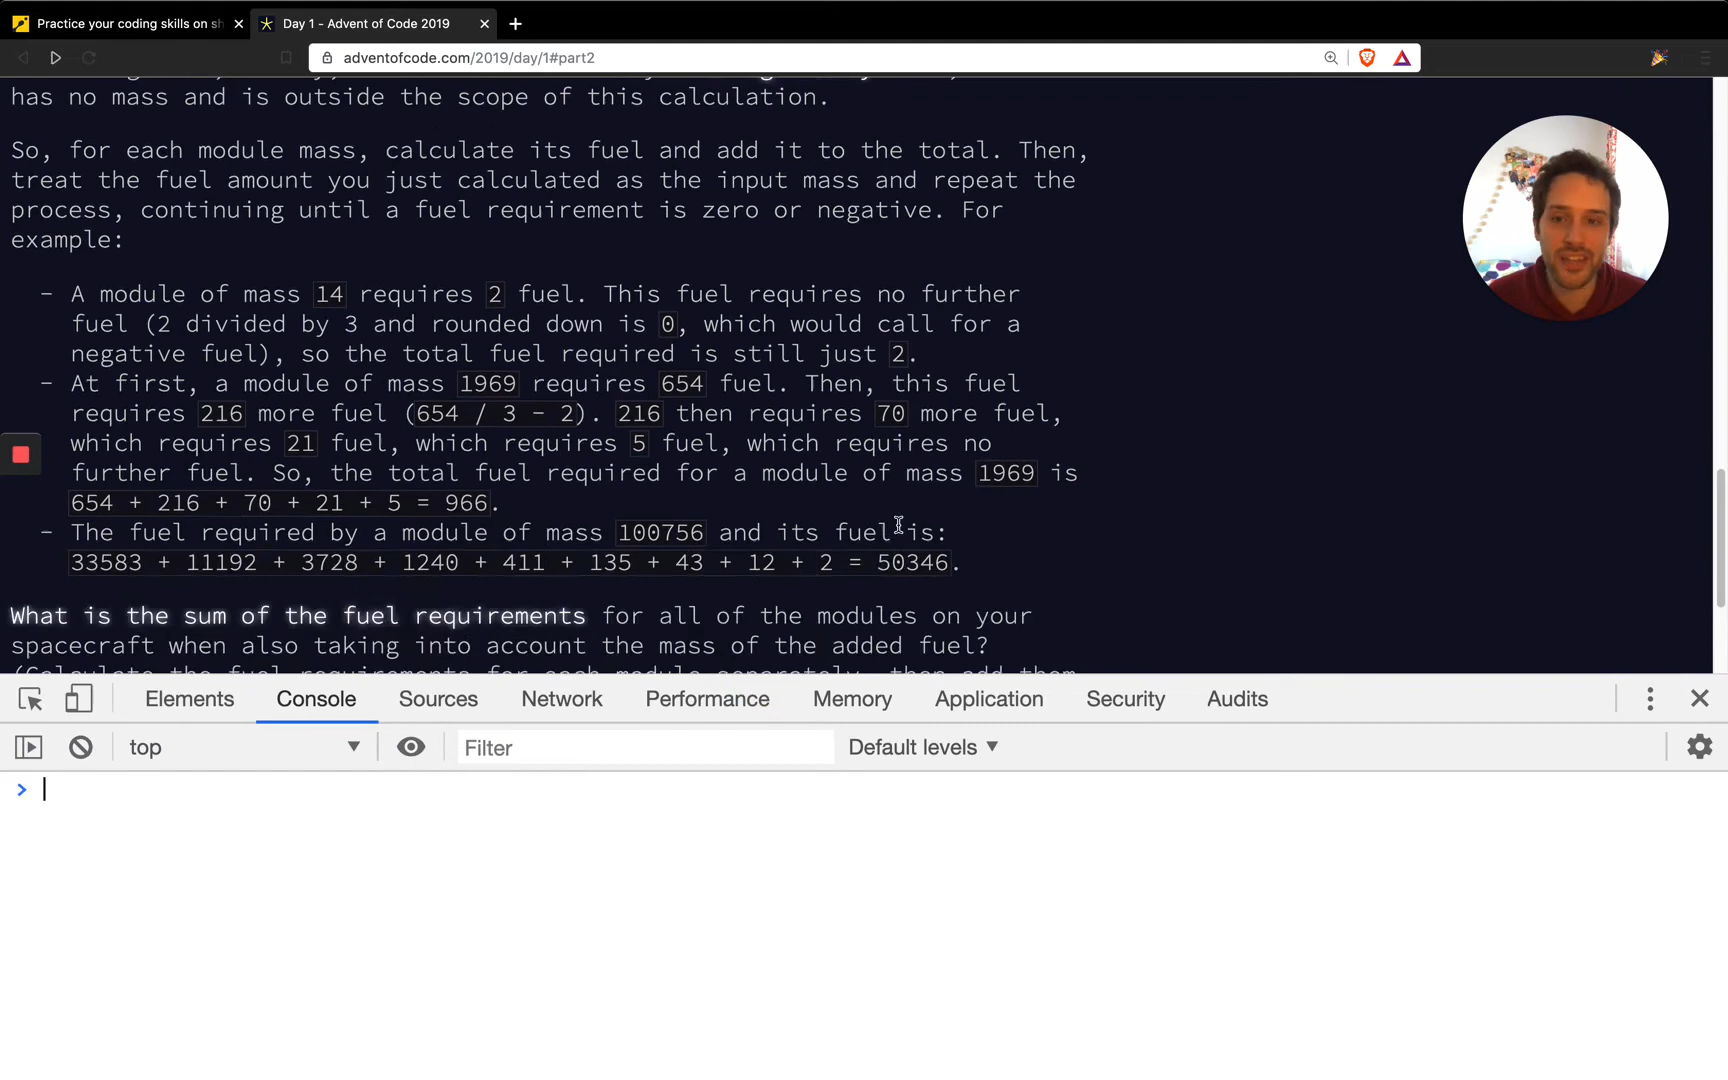 Practice your coding skills on sh
Day 1 - Advent of Code 2019
adventofcode.com/2019/day/1#part2
has no mass and is outside the scope of this calculation.
So, for each module mass, calculate its fuel and add it to the total. Then,
treat the fuel amount you just calculated as the input mass and repeat the
process, continuing until a fuel requirement is zero or negative. For
example:
- A module of mass 14 requires 2 fuel. This fuel requires no further
fuel (2 divided by 3 and rounded down is 0, which would call for a
negative fuel), so the total fuel required is still just 2.
- At first, a module of mass 1969 requires 654 fuel. Then, this fuel
requires 216 more fuel (654 / 3 - 2). 216 then requires 70 more fuel,
which requires 21 fuel, which requires 5 fuel, which requires no
further fuel. So, the total fuel required for a module of mass 1969 is
654 + 216 + 70 + 21 + 5 = 966.
- The fuel required by a module of mass 100756 and its fuel is:
33583 + 11192 + 3728 + 1240 + 411 + 135 + 43 + 12 + 2 = 50346.
What is the sum of the fuel requirements for all of the modules on your
spacecraft when also taking into account the mass of the added fuel?
(Calculate the fuel requirements for each module separately, then add them
Elements Console Sources Network Performance Memory Application Security Audits
top Filter Default levels